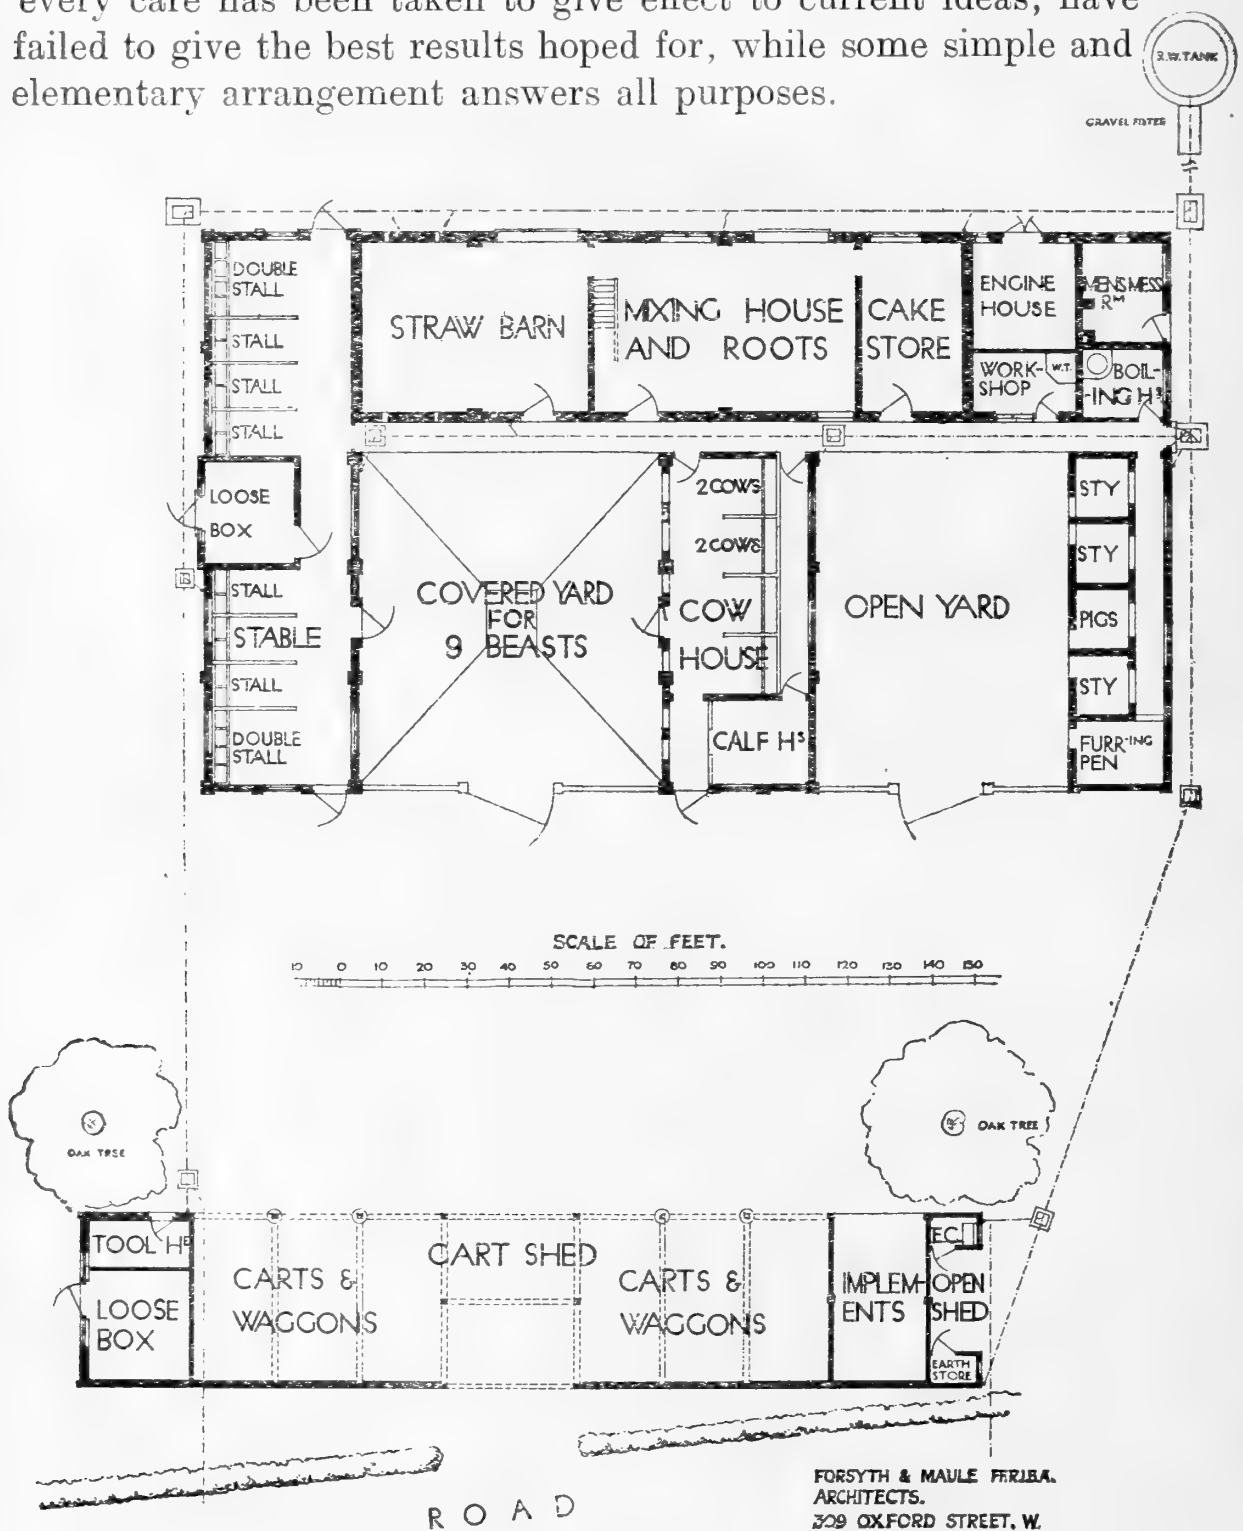 every care has been taken to give effect to current ideas, have
failed to give the best results hoped for, while some simple and
elementary arrangement answers all purposes.
R.W. TANK
GRAVEL FILTER
DOUBLE
STALL
STALL
STALL
STALL
LOOSE
BOX
STALL
STABLE
STALL
DOUBLE
STALL
STRAW BARN
MIXING HOUSE
AND ROOTS
CAKE
STORE
ENGINE
HOUSE
MENS MESS
RM
WORK-
SHOP
W.T.
BOIL-
-ING HS
COVERED YARD
FOR
9 BEASTS
2 COWS
2 COWS
COW
HOUSE
CALF HS
OPEN YARD
STY
STY
PIGS
STY
FURR-ING
PEN
SCALE OF FEET.
10 0 10 20 30 40 50 60 70 80 90 100 110 120 130 140 150
OAK TREE
OAK TREE
TOOL HE
LOOSE
BOX
CARTS &
WAGGONS
CART SHED
CARTS &
WAGGONS
IMPLEM-
ENTS
E.C.
OPEN
SHED
EARTH
STORE
ROAD
FORSYTH & MAULE FF.R.I.B.A.
ARCHITECTS.
309 OXFORD STREET, W.